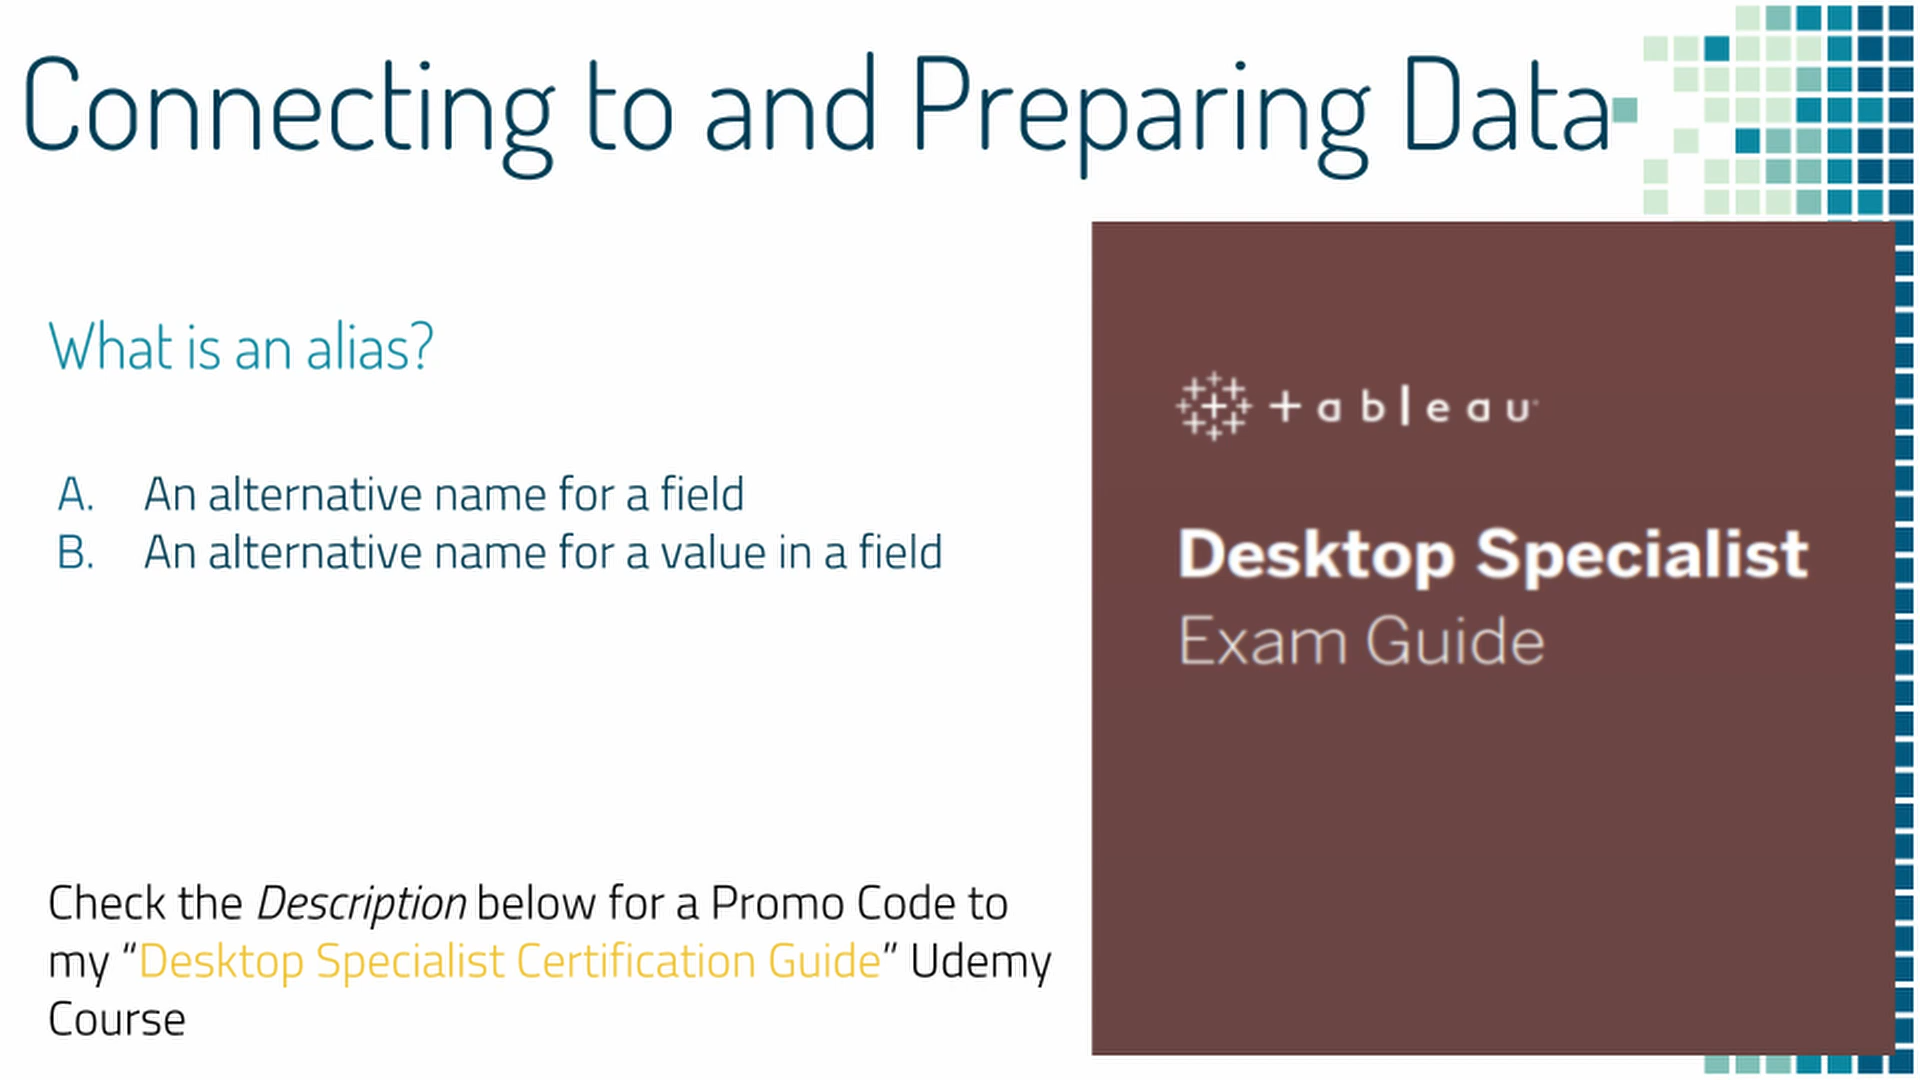 Connecting to and Preparing Data
What is an alias?
A. An alternative name for a field
B. An alternative name for a value in a field
Check the Description below for a Promo Code to
my “Desktop Specialist Certification Guide” Udemy
Course
+ableau
Desktop Specialist
Exam Guide